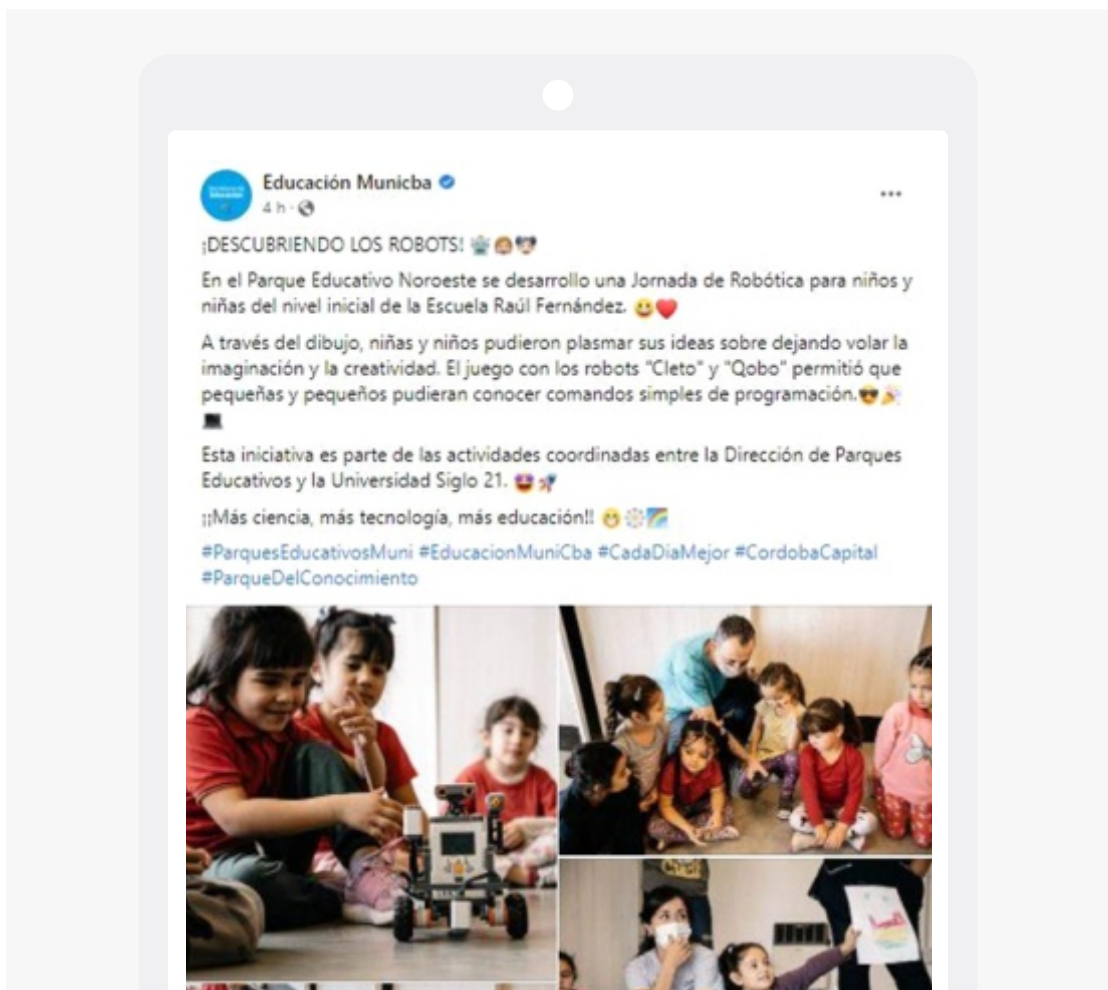 Educación Municba
4 h ·
¡DESCUBRIENDO LOS ROBOTS! 🤖👧🏻👦🏻
En el Parque Educativo Noroeste se desarrollo una Jornada de Robótica para niños y
niñas del nivel inicial de la Escuela Raúl Fernández. 😃❤️
A través del dibujo, niñas y niños pudieron plasmar sus ideas sobre dejando volar la
imaginación y la creatividad. El juego con los robots "Cleto" y "Qobo" permitió que
pequeñas y pequeños pudieran conocer comandos simples de programación.😎🎉
💻
Esta iniciativa es parte de las actividades coordinadas entre la Dirección de Parques
Educativos y la Universidad Siglo 21. 🤩🚀
¡¡Más ciencia, más tecnología, más educación!! 😁🎡🌈
#ParquesEducativosMuni #EducacionMuniCba #CadaDiaMejor #CordobaCapital
#ParqueDelConocimiento